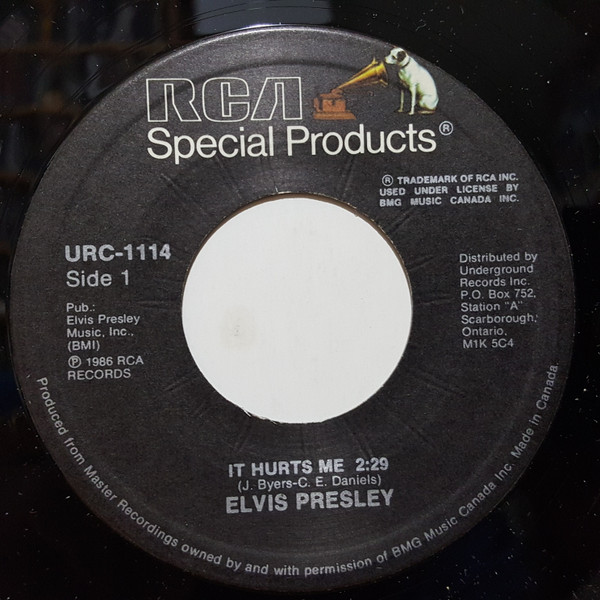 RCA
Special Products®
® TRADEMARK OF RCA INC.
USED UNDER LICENSE BY
BMG MUSIC CANADA INC.
URC-1114
Side 1
Pub.:
Elvis Presley
Music, Inc.,
(BMI)
℗ 1986 RCA
RECORDS
Distributed by
Underground
Records Inc.
P.O. Box 752,
Station "A"
Scarborough,
Ontario,
M1K 5C4
IT HURTS ME 2:29
(J. Byers-C. E. Daniels)
ELVIS PRESLEY
Produced from Master Recordings owned by and with permission of BMG Music Canada Inc. Made in Canada.